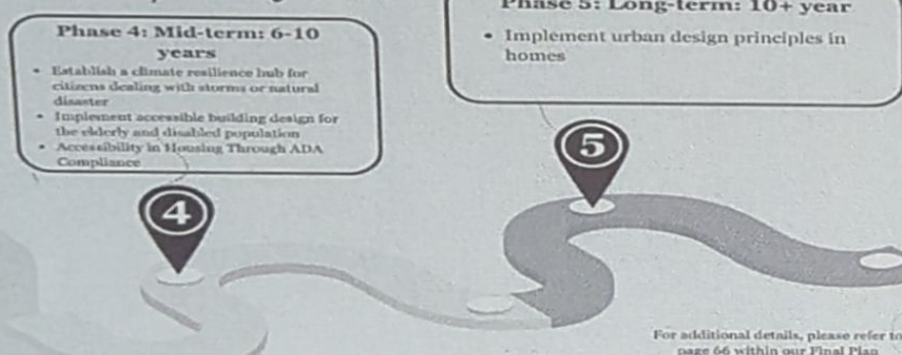 Phase 4: Mid-term: 6-10
years
• Establish a climate resilience hub for
citizens dealing with storms or natural
disaster
• Implement accessible building design for
the elderly and disabled population
• Accessibility in Housing Through ADA
Compliance
4
Phase 5: Long-term: 10+ year
• Implement urban design principles in
homes
5
For additional details, please refer to
page 66 within our Final Plan